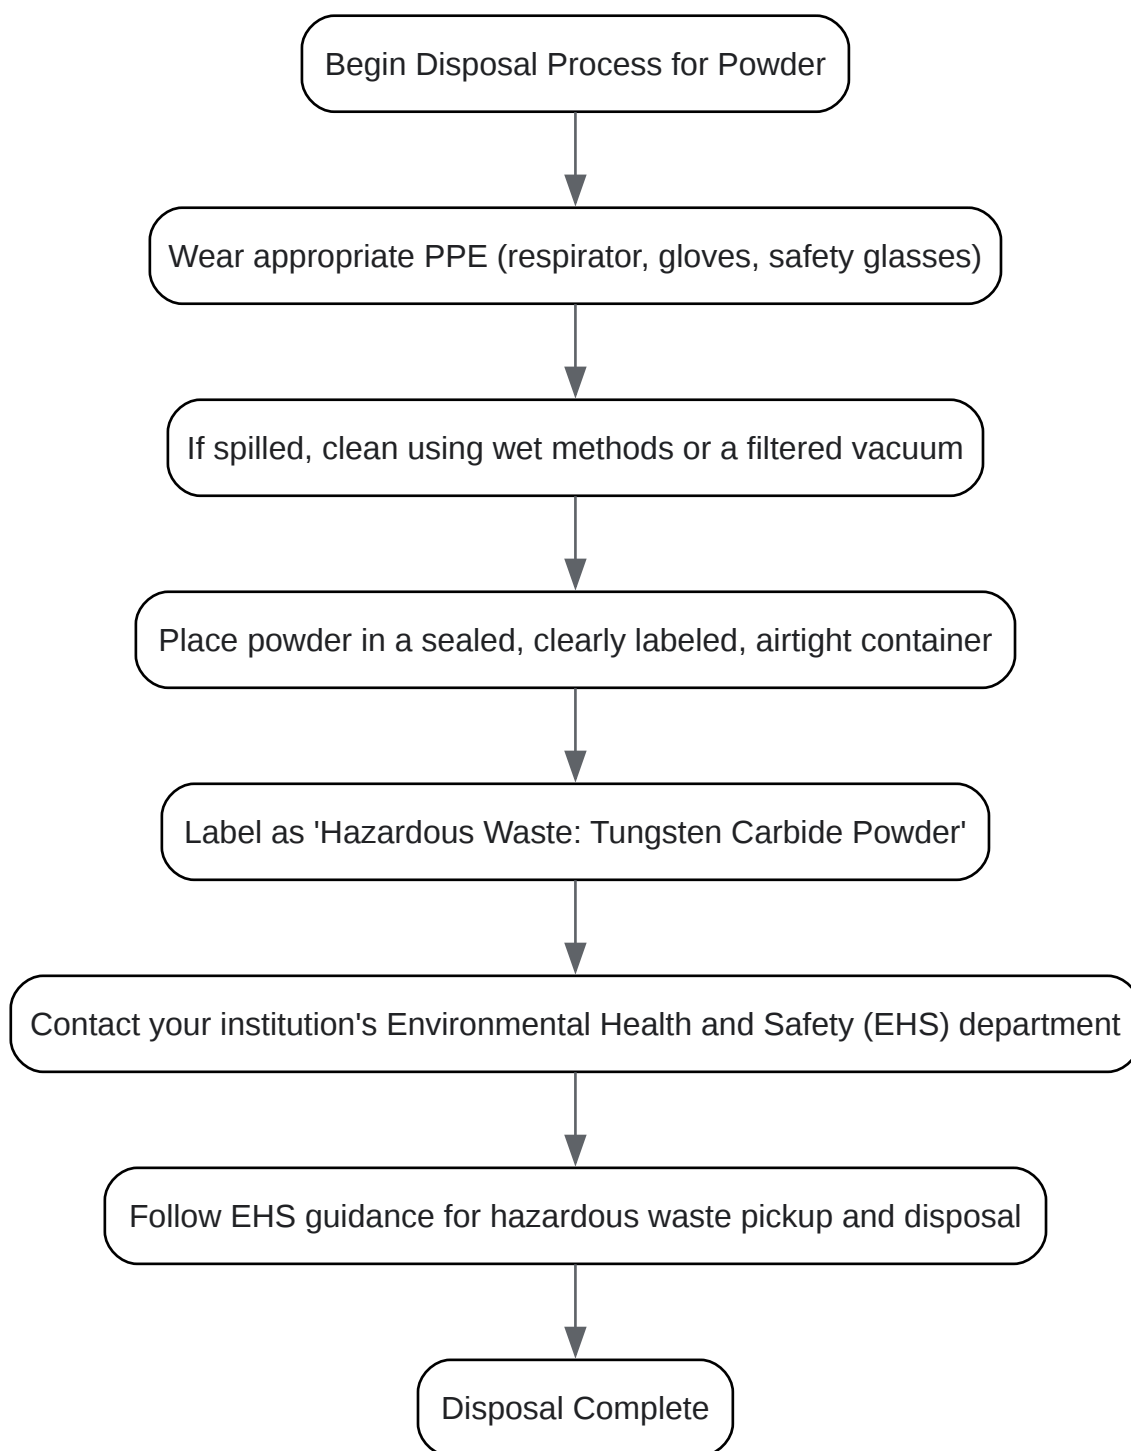 Begin Disposal Process for Powder
Wear appropriate PPE (respirator, gloves, safety glasses)
If spilled, clean using wet methods or a filtered vacuum
Place powder in a sealed, clearly labeled, airtight container
Label as 'Hazardous Waste: Tungsten Carbide Powder'
Contact your institution's Environmental Health and Safety (EHS) department
Follow EHS guidance for hazardous waste pickup and disposal
Disposal Complete